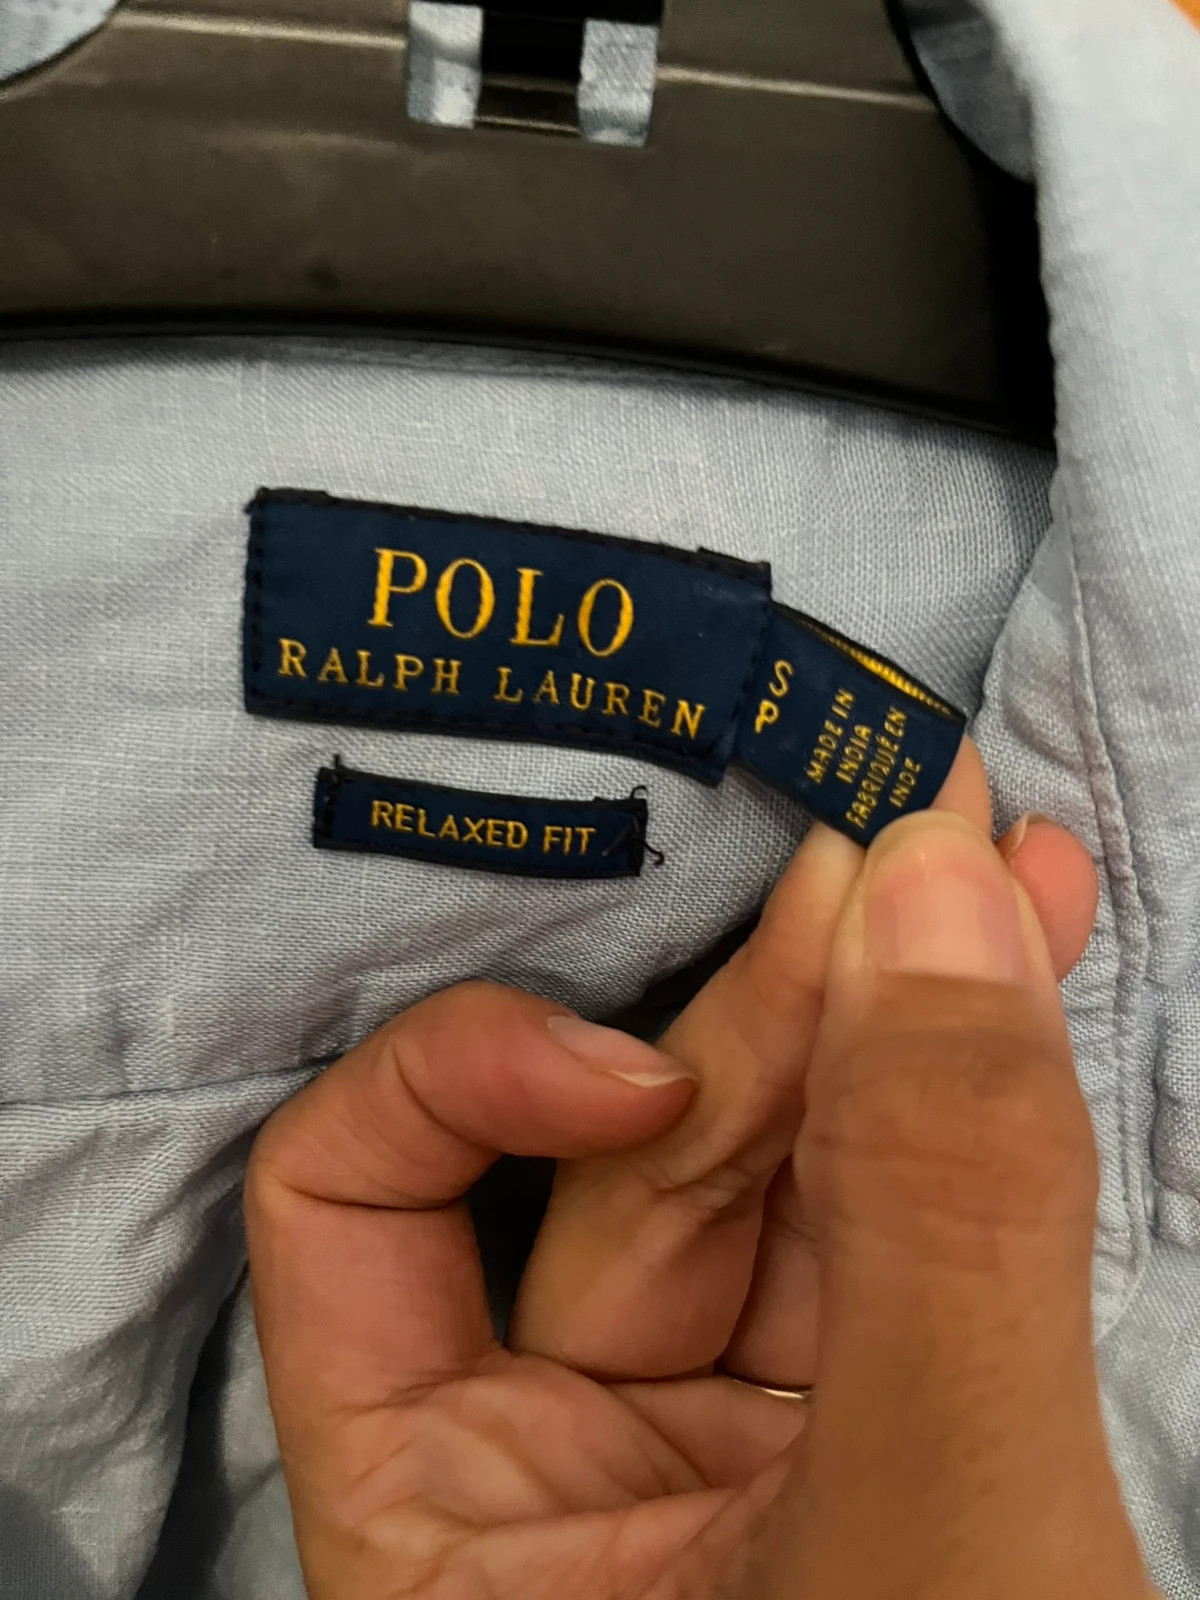 POLO
RALPH LAUREN
RELAXED FIT
S
P
MADE IN
INDIA
FABRIQUÉ EN
INDE